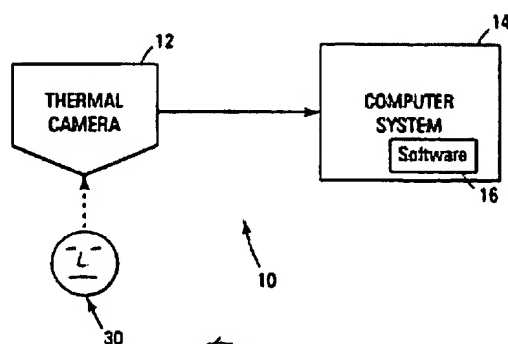 12
THERMAL
CAMERA
14
COMPUTER
SYSTEM
Software
16
10
30